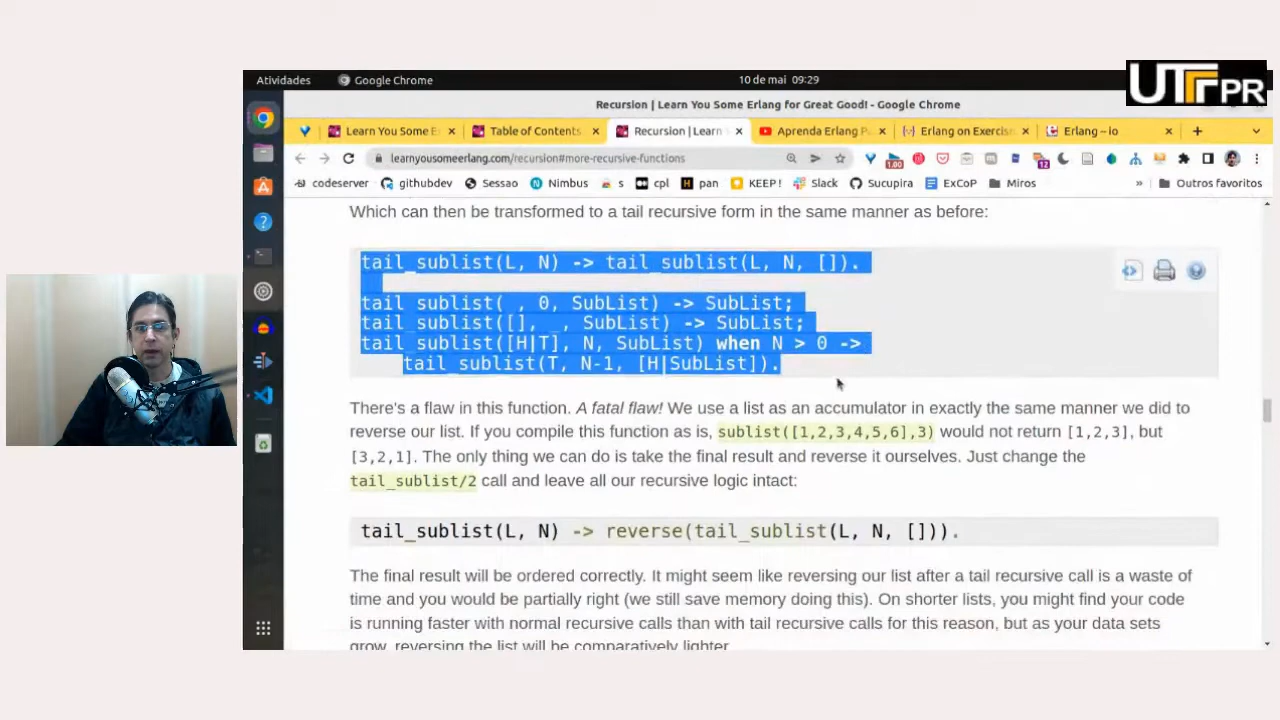 Atividades
Google Chrome
10 de mai 09:29
UTFPR
Recursion | Learn You Some Erlang for Great Good! - Google Chrome
Learn You Some E
Table of Contents
Recursion | Learn
Aprenda Erlang P
Erlang on Exercis
Erlang – io
learnyousomeerlang.com/recursion#more-recursive-functions
1.00
12
codeserver
githubdev
Sessao
Nimbus
s
cpl
pan
KEEP !
Slack
Sucupira
ExCoP
Miros
»
Outros favoritos
Which can then be transformed to a tail recursive form in the same manner as before:
tail_sublist(L, N) -> tail_sublist(L, N, []).
tail_sublist(_, 0, SubList) -> SubList;
tail_sublist([], _, SubList) -> SubList;
tail_sublist([H|T], N, SubList) when N > 0 ->
tail_sublist(T, N-1, [H|SubList]).
There's a flaw in this function. A fatal flaw! We use a list as an accumulator in exactly the same manner we did to
reverse our list. If you compile this function as is, sublist([1,2,3,4,5,6],3) would not return [1,2,3], but
[3,2,1]. The only thing we can do is take the final result and reverse it ourselves. Just change the
tail_sublist/2 call and leave all our recursive logic intact:
tail_sublist(L, N) -> reverse(tail_sublist(L, N, [])).
The final result will be ordered correctly. It might seem like reversing our list after a tail recursive call is a waste of
time and you would be partially right (we still save memory doing this). On shorter lists, you might find your code
is running faster with normal recursive calls than with tail recursive calls for this reason, but as your data sets
grow, reversing the list will be comparatively lighter.